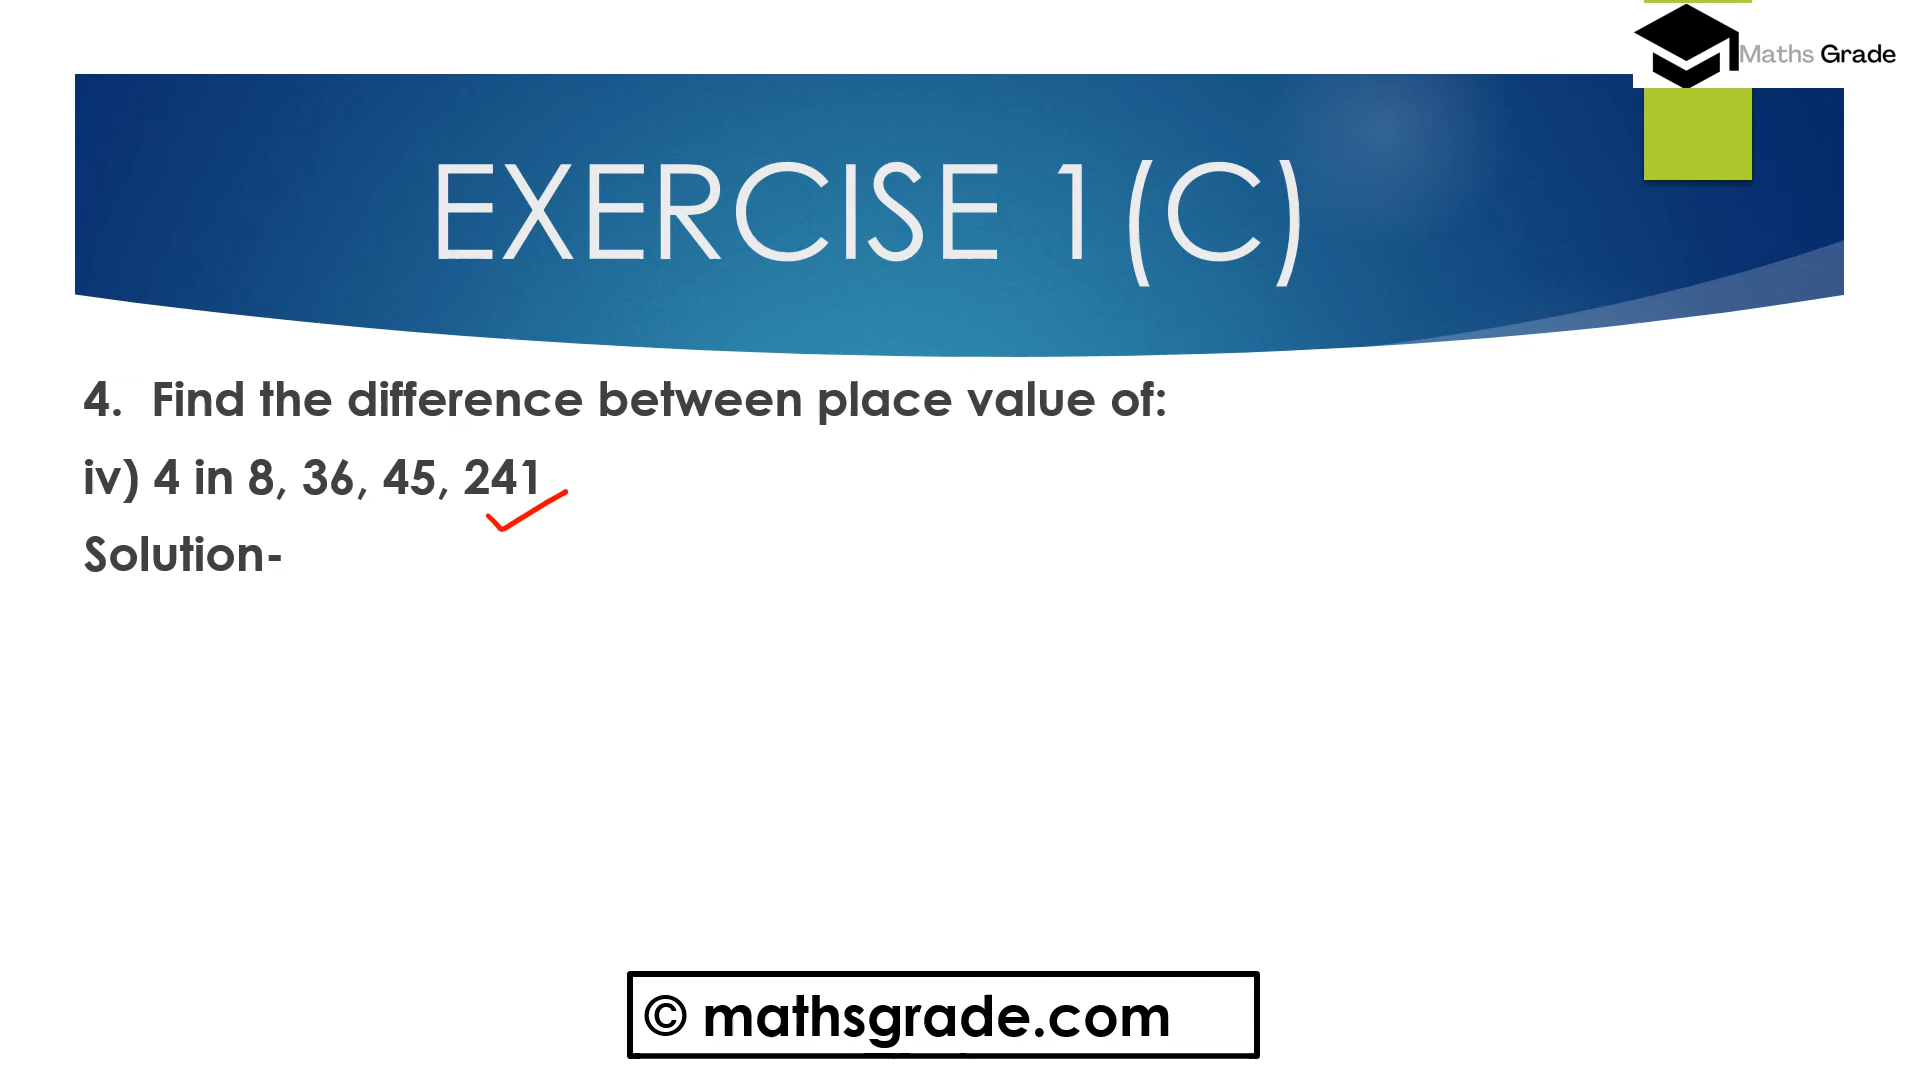 Maths Grade
EXERCISE 1(C)
4. Find the difference between place value of:
iv) 4 in 8, 36, 45, 241
Solution-
© mathsgrade.com